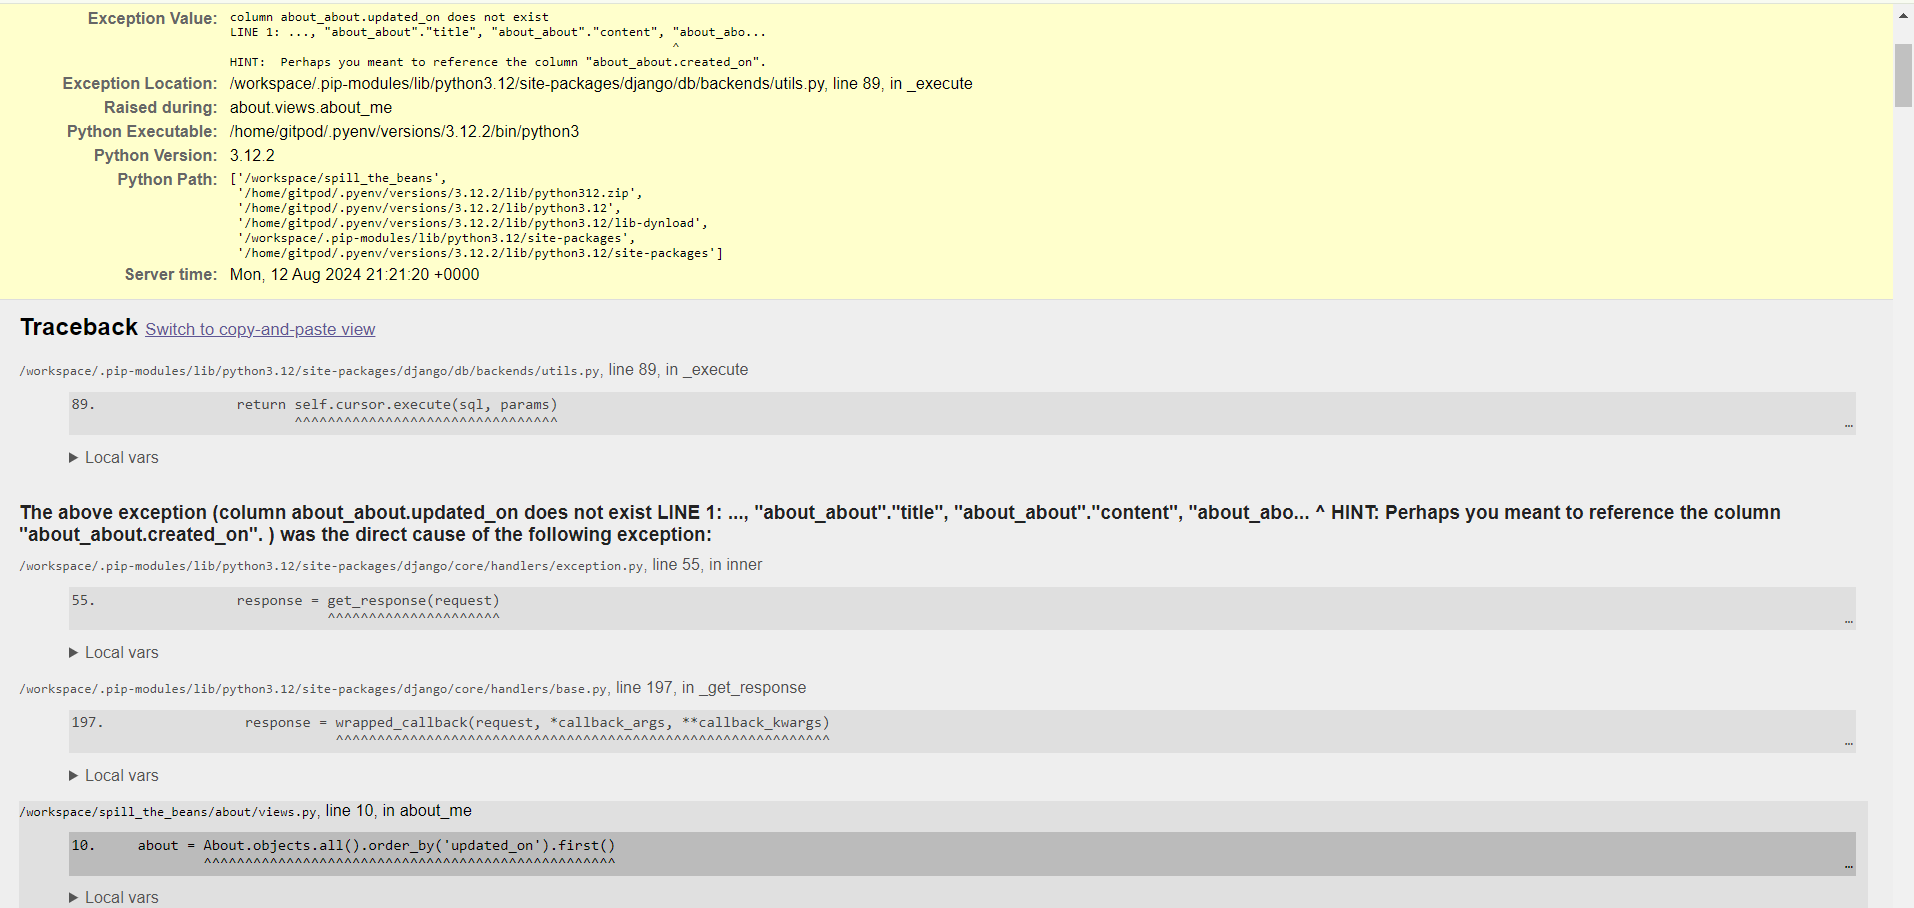 Exception Value: column about_about.updated_on does not exist
LINE 1: ..., "about_about"."title", "about_about"."content", "about_abo...
^
HINT:  Perhaps you meant to reference the column "about_about.created_on".
Exception Location: /workspace/.pip-modules/lib/python3.12/site-packages/django/db/backends/utils.py, line 89, in _execute
Raised during: about.views.about_me
Python Executable: /home/gitpod/.pyenv/versions/3.12.2/bin/python3
Python Version: 3.12.2
Python Path: ['/workspace/spill_the_beans',
'/home/gitpod/.pyenv/versions/3.12.2/lib/python312.zip',
'/home/gitpod/.pyenv/versions/3.12.2/lib/python3.12',
'/home/gitpod/.pyenv/versions/3.12.2/lib/python3.12/lib-dynload',
'/workspace/.pip-modules/lib/python3.12/site-packages',
'/home/gitpod/.pyenv/versions/3.12.2/lib/python3.12/site-packages']
Server time: Mon, 12 Aug 2024 21:21:20 +0000
Traceback Switch to copy-and-paste view
/workspace/.pip-modules/lib/python3.12/site-packages/django/db/backends/utils.py, line 89, in _execute
89. return self.cursor.execute(sql, params)
^^^^^^^^^^^^^^^^^^^^^^^^^^^^^^^^ …
▶ Local vars
The above exception (column about_about.updated_on does not exist LINE 1: ..., "about_about"."title", "about_about"."content", "about_abo... ^ HINT: Perhaps you meant to reference the column
"about_about.created_on". ) was the direct cause of the following exception:
/workspace/.pip-modules/lib/python3.12/site-packages/django/core/handlers/exception.py, line 55, in inner
55. response = get_response(request)
^^^^^^^^^^^^^^^^^^^^^ …
▶ Local vars
/workspace/.pip-modules/lib/python3.12/site-packages/django/core/handlers/base.py, line 197, in _get_response
197. response = wrapped_callback(request, *callback_args, **callback_kwargs)
^^^^^^^^^^^^^^^^^^^^^^^^^^^^^^^^^^^^^^^^^^^^^^^^^^^^^^^^^^^^ …
▶ Local vars
/workspace/spill_the_beans/about/views.py, line 10, in about_me
10. about = About.objects.all().order_by('updated_on').first()
^^^^^^^^^^^^^^^^^^^^^^^^^^^^^^^^^^^^^^^^^^^^^^^^^^ …
▶ Local vars